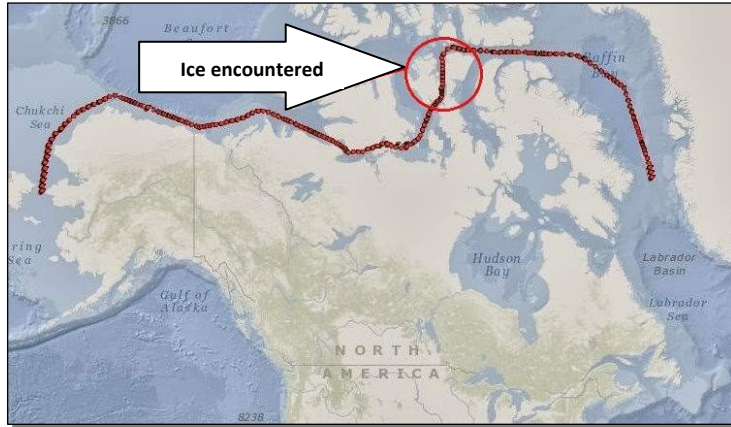 3866
Beaufort
Ice encountered
Baffin
Bay
Chukchi
Sea
ring
Sea
Hudson
Bay
Labrador
Basin
Gulf of
Alaska
Labrador
Sea
NORTH
AMERICA
8238